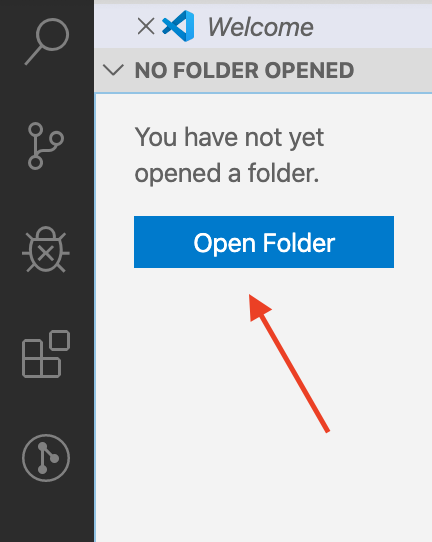 Welcome
NO FOLDER OPENED
You have not yet
opened a folder.
Open Folder